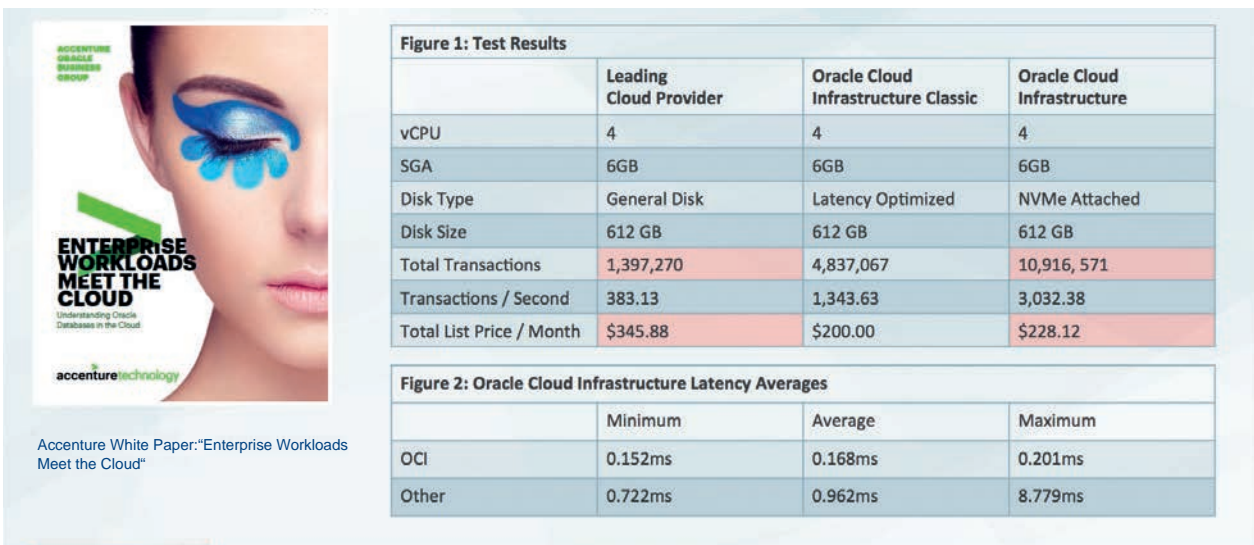 ACCENTURE
ORACLE
BUSINESS
GROUP
ENTERPRISE
WORKLOADS
MEET THE
CLOUD
Understanding Oracle
Databases in the Cloud
accenturetechnology
Accenture White Paper:“Enterprise Workloads
Meet the Cloud“
Figure 1: Test Results
Leading Cloud Provider Oracle Cloud Infrastructure Classic Oracle Cloud Infrastructure
vCPU 4 4 4
SGA 6GB 6GB 6GB
Disk Type General Disk Latency Optimized NVMe Attached
Disk Size 612 GB 612 GB 612 GB
Total Transactions 1,397,270 4,837,067 10,916, 571
Transactions / Second 383.13 1,343.63 3,032.38
Total List Price / Month $345.88 $200.00 $228.12
Figure 2: Oracle Cloud Infrastructure Latency Averages
Minimum Average Maximum
OCI 0.152ms 0.168ms 0.201ms
Other 0.722ms 0.962ms 8.779ms